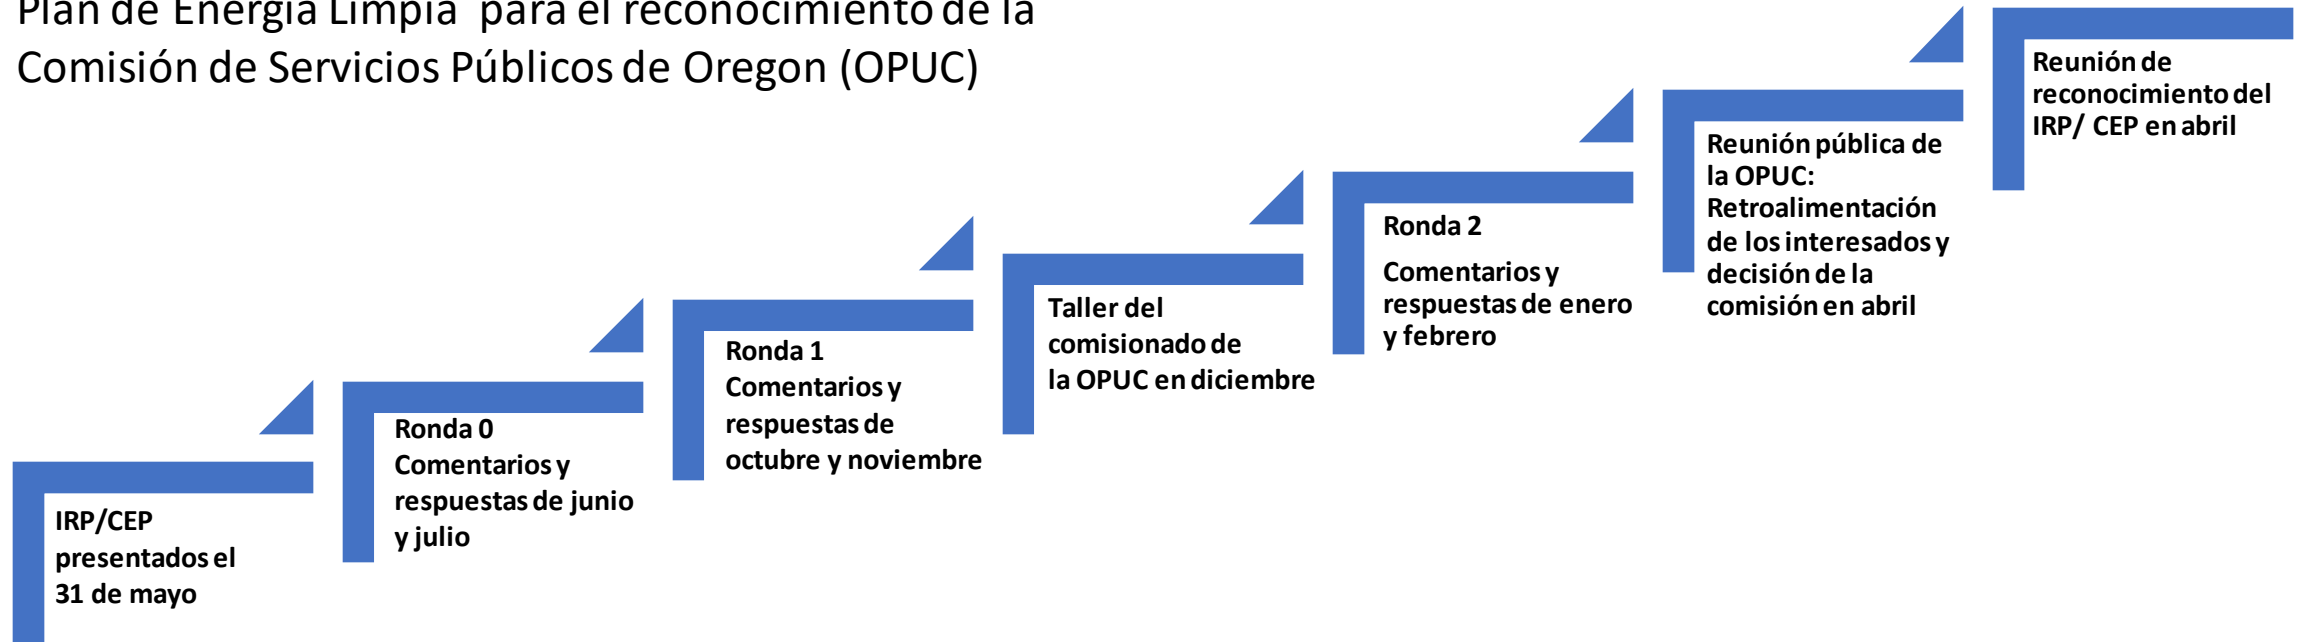 Plan de Energía Limpia para el reconocimiento de la
Comisión de Servicios Públicos de Oregon (OPUC)
IRP/CEP
presentados el
31 de mayo
Ronda 0
Comentarios y
respuestas de junio
y julio
Ronda 1
Comentarios y
respuestas de
octubre y noviembre
Taller del
comisionado de
la OPUC en diciembre
Ronda 2
Comentarios y
respuestas de enero
y febrero
Reunión pública de
la OPUC:
Retroalimentación
de los interesados y
decisión de la
comisión en abril
Reunión de
reconocimiento del
IRP/ CEP en abril